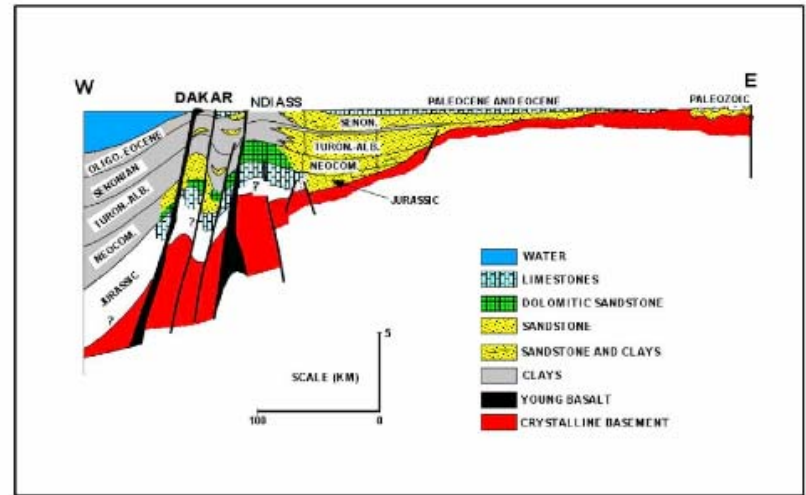 W
E
DAKAR
NDIASS
PALEOCENE AND EOCENE
PALEOZOIC
OLIGO. EOCENE
SENONIAN
TURON.-ALB.
NEOCOM.
JURASSIC
?
?
?
SENON.
TURON.-ALB.
NEOCOM.
JURASSIC
WATER
LIMESTONES
DOLOMITIC SANDSTONE
SANDSTONE
SANDSTONE AND CLAYS
CLAYS
YOUNG BASALT
CRYSTALLINE BASEMENT
5
SCALE (KM)
100
0